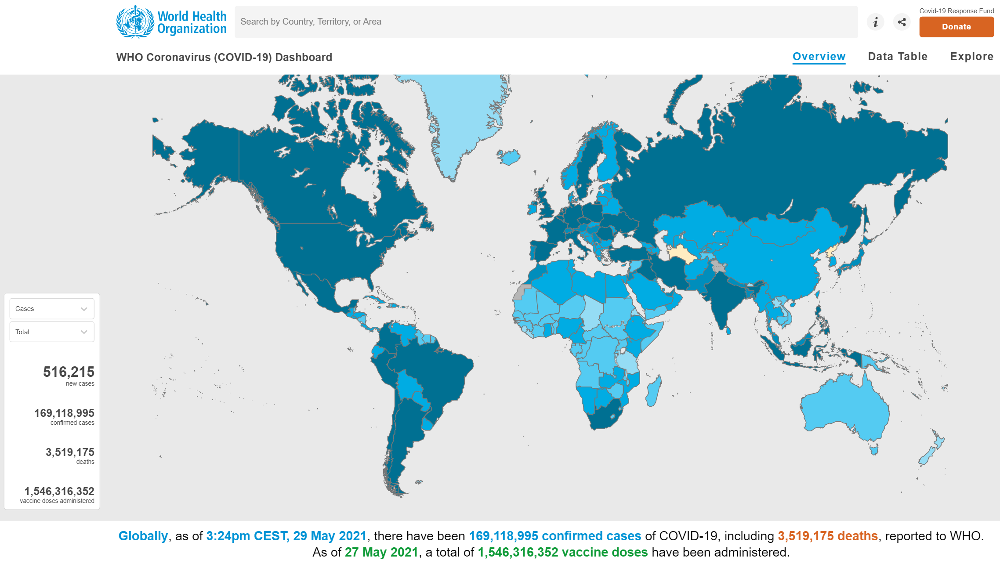 World Health
Organization
Search by Country, Territory, or Area
i
Covid-19 Response Fund
Donate
WHO Coronavirus (COVID-19) Dashboard
Overview
Data Table
Explore
Cases
Total
516,215
new cases
169,118,995
confirmed cases
3,519,175
deaths
1,546,316,352
vaccine doses administered
Globally, as of 3:24pm CEST, 29 May 2021, there have been 169,118,995 confirmed cases of COVID-19, including 3,519,175 deaths, reported to WHO.
As of 27 May 2021, a total of 1,546,316,352 vaccine doses have been administered.